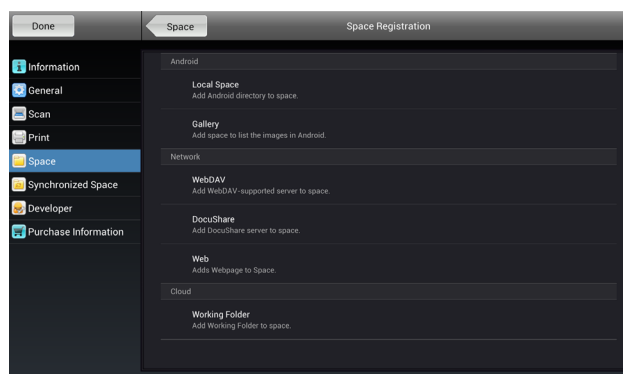 Done
Space
Space Registration
Information
General
Scan
Print
Space
Synchronized Space
Developer
Purchase Information
Android
Local Space
Add Android directory to space.
Gallery
Add space to list the images in Android.
Network
WebDAV
Add WebDAV-supported server to space.
DocuShare
Add DocuShare server to space.
Web
Adds Webpage to Space.
Cloud
Working Folder
Add Working Folder to space.